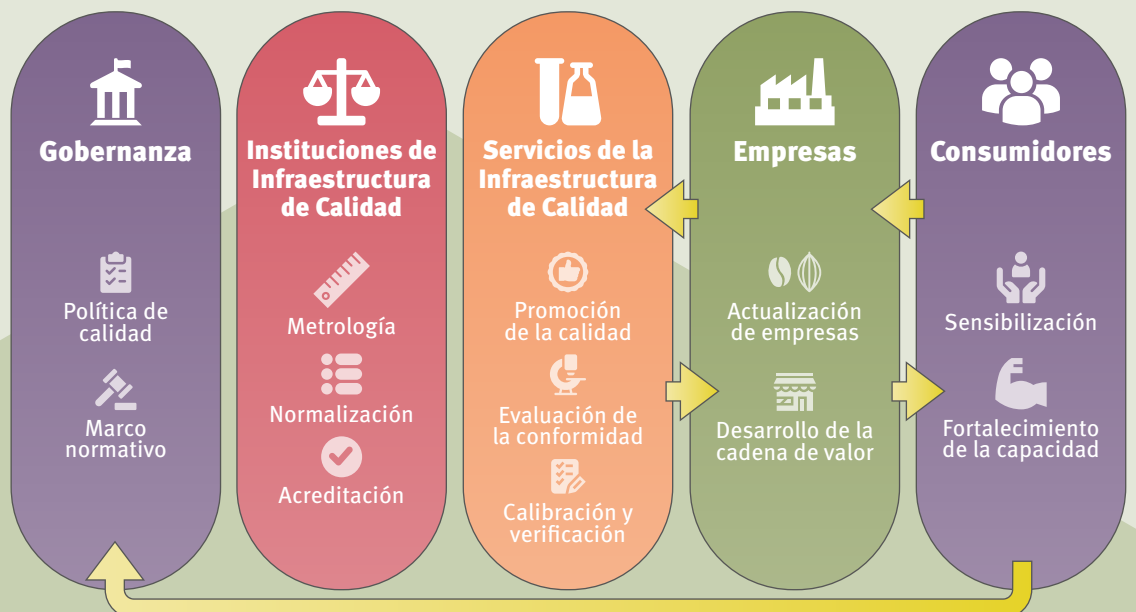 Gobernanza
Política de
calidad
Marco
normativo
Instituciones de
Infraestructura
de Calidad
Metrología
Normalización
Acreditación
Servicios de la
Infraestructura
de Calidad
Promoción
de la calidad
Evaluación de
la conformidad
Calibración y
verificación
Empresas
Actualización
de empresas
Desarrollo de la
cadena de valor
Consumidores
Sensibilización
Fortalecimiento
de la capacidad